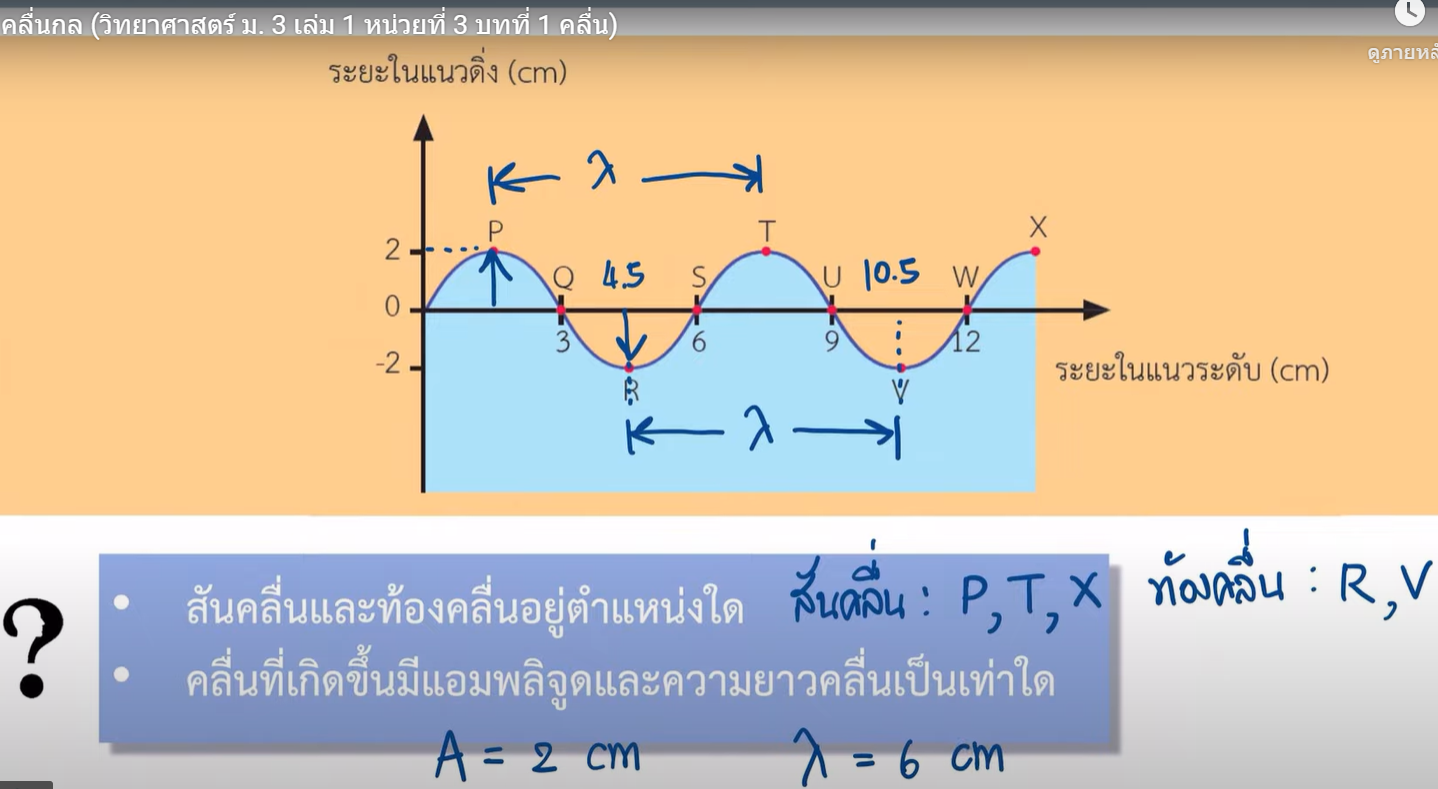 คลื่นกล (วิทยาศาสตร์ ม. 3 เล่ม 1 หน่วยที่ 3 บทที่ 1 คลื่น)
ดูภายหลั
ระยะในแนวดิ่ง (cm)
λ
P T X
2
Q 4.5 S U 10.5 W
0
3 6 9 12
-2
ระยะในแนวระดับ (cm)
R V
λ
? • สันคลื่นและท้องคลื่นอยู่ตำแหน่งใด สันคลื่น : P, T, X ท้องคลื่น : R, V
• คลื่นที่เกิดขึ้นมีแอมพลิจูดและความยาวคลื่นเป็นเท่าใด
A = 2 cm λ = 6 cm